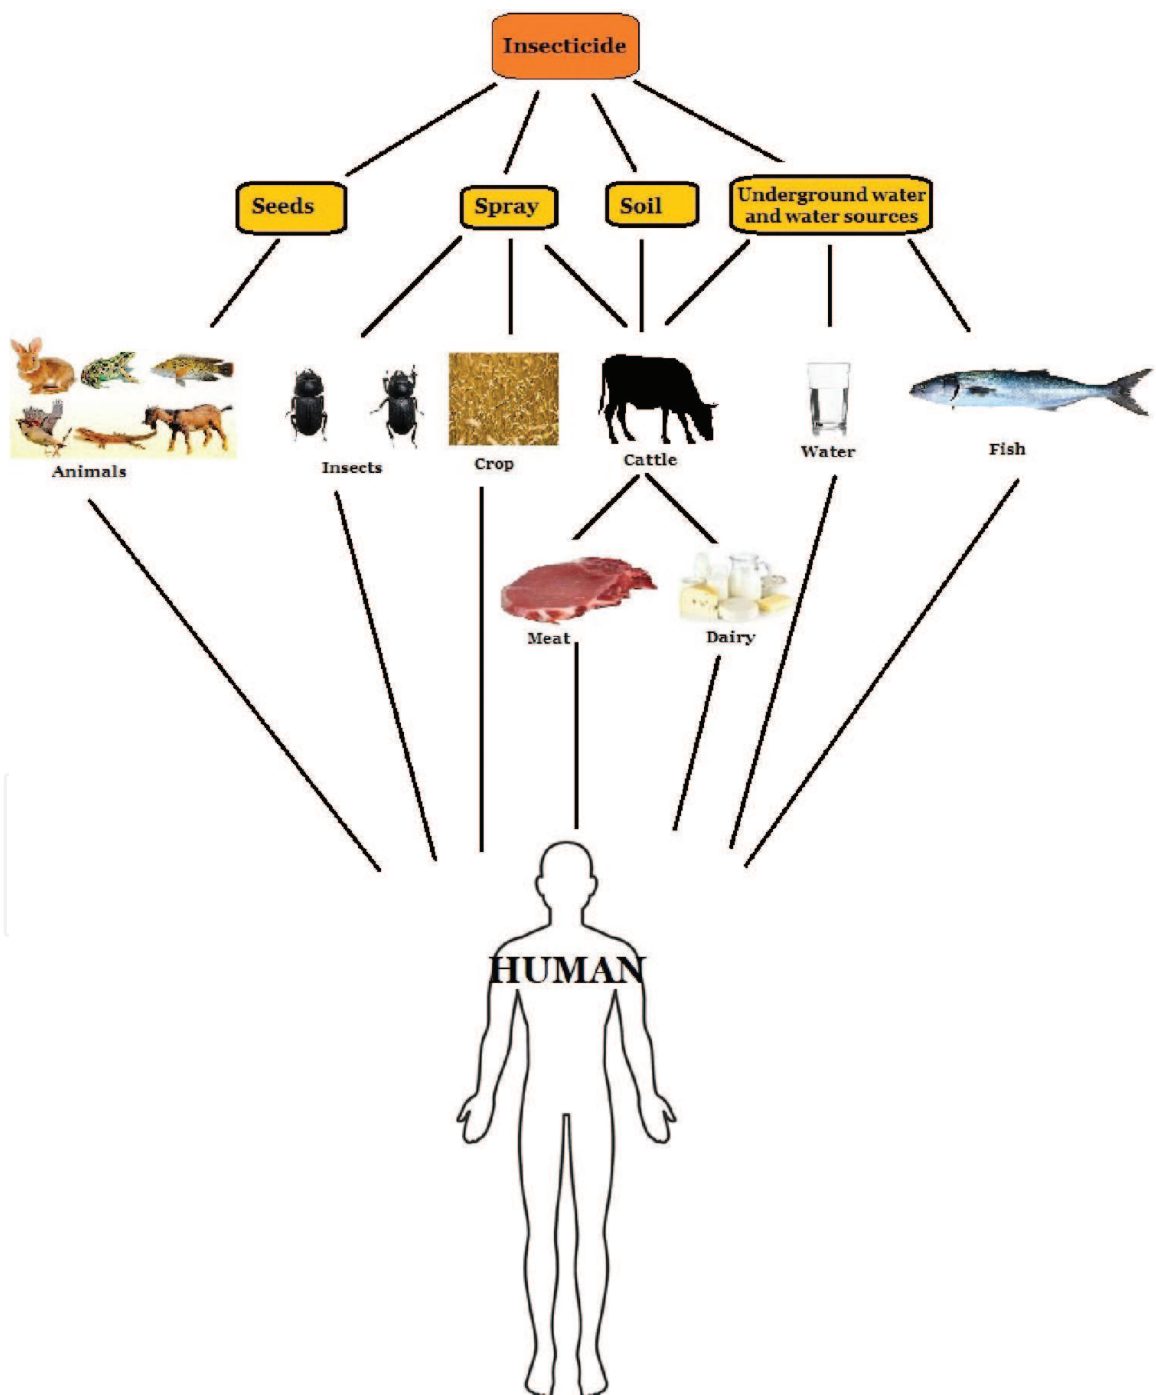 Insecticide
Seeds
Spray
Soil
Underground water
and water sources
Animals
Insects
Crop
Cattle
Water
Fish
Meat
Dairy
HUMAN